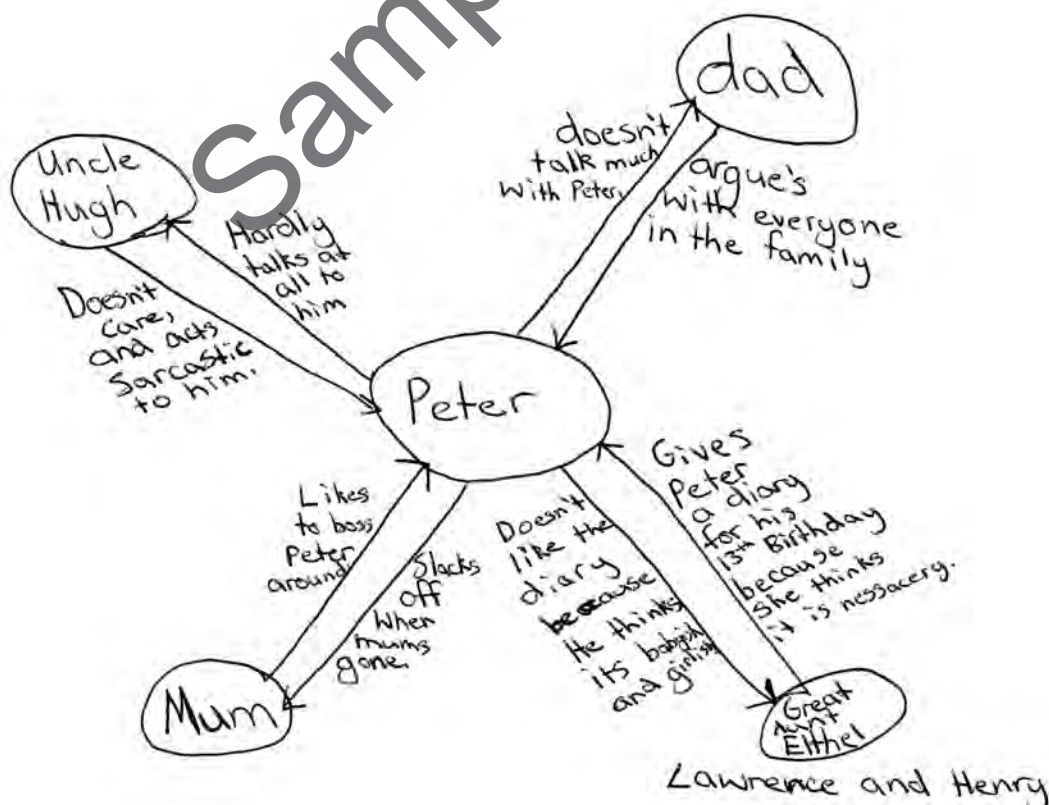 Samp
dad
Uncle
Hugh
doesn't
talk much
With Peter.
argue's
with everyone
in the family
Hardly
talks at
all to
him
Doesn't
care,
and acts
Sarcastic
to him.
Peter
Likes
to boss
Peter
around
Slacks
off
When
mums
gone.
Doesn't
like the
diary
because
He thinks
its babyish
and girlish
Gives
Peter
a diary
for his
13th Birthday
because
she thinks
it is nessacery.
Mum
Great
Aunt
Elthel
Lawrence and Henry